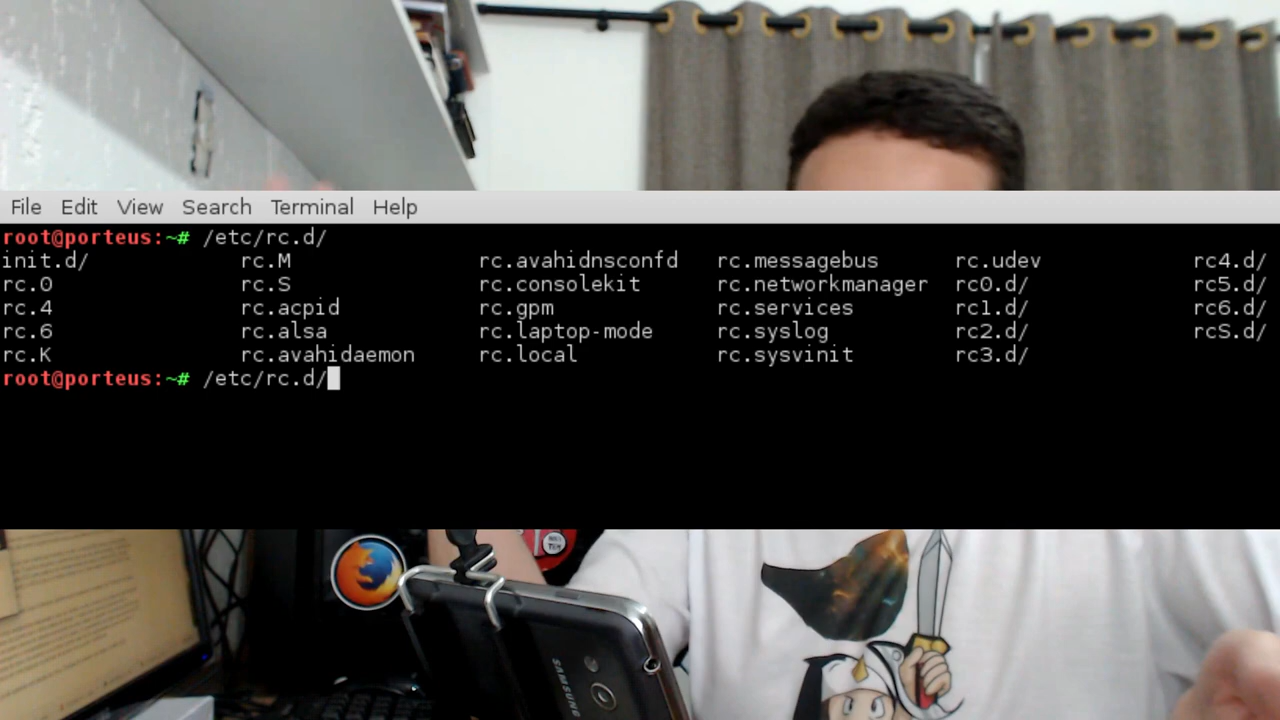 File Edit View Search Terminal Help
root@porteus:~# /etc/rc.d/
init.d/ rc.M rc.avahidnsconfd rc.messagebus rc.udev rc4.d/
rc.0 rc.S rc.consolekit rc.networkmanager rc0.d/ rc5.d/
rc.4 rc.acpid rc.gpm rc.services rc1.d/ rc6.d/
rc.6 rc.alsa rc.laptop-mode rc.syslog rc2.d/ rcS.d/
rc.K rc.avahidaemon rc.local rc.sysvinit rc3.d/
root@porteus:~# /etc/rc.d/
SAMSUNG